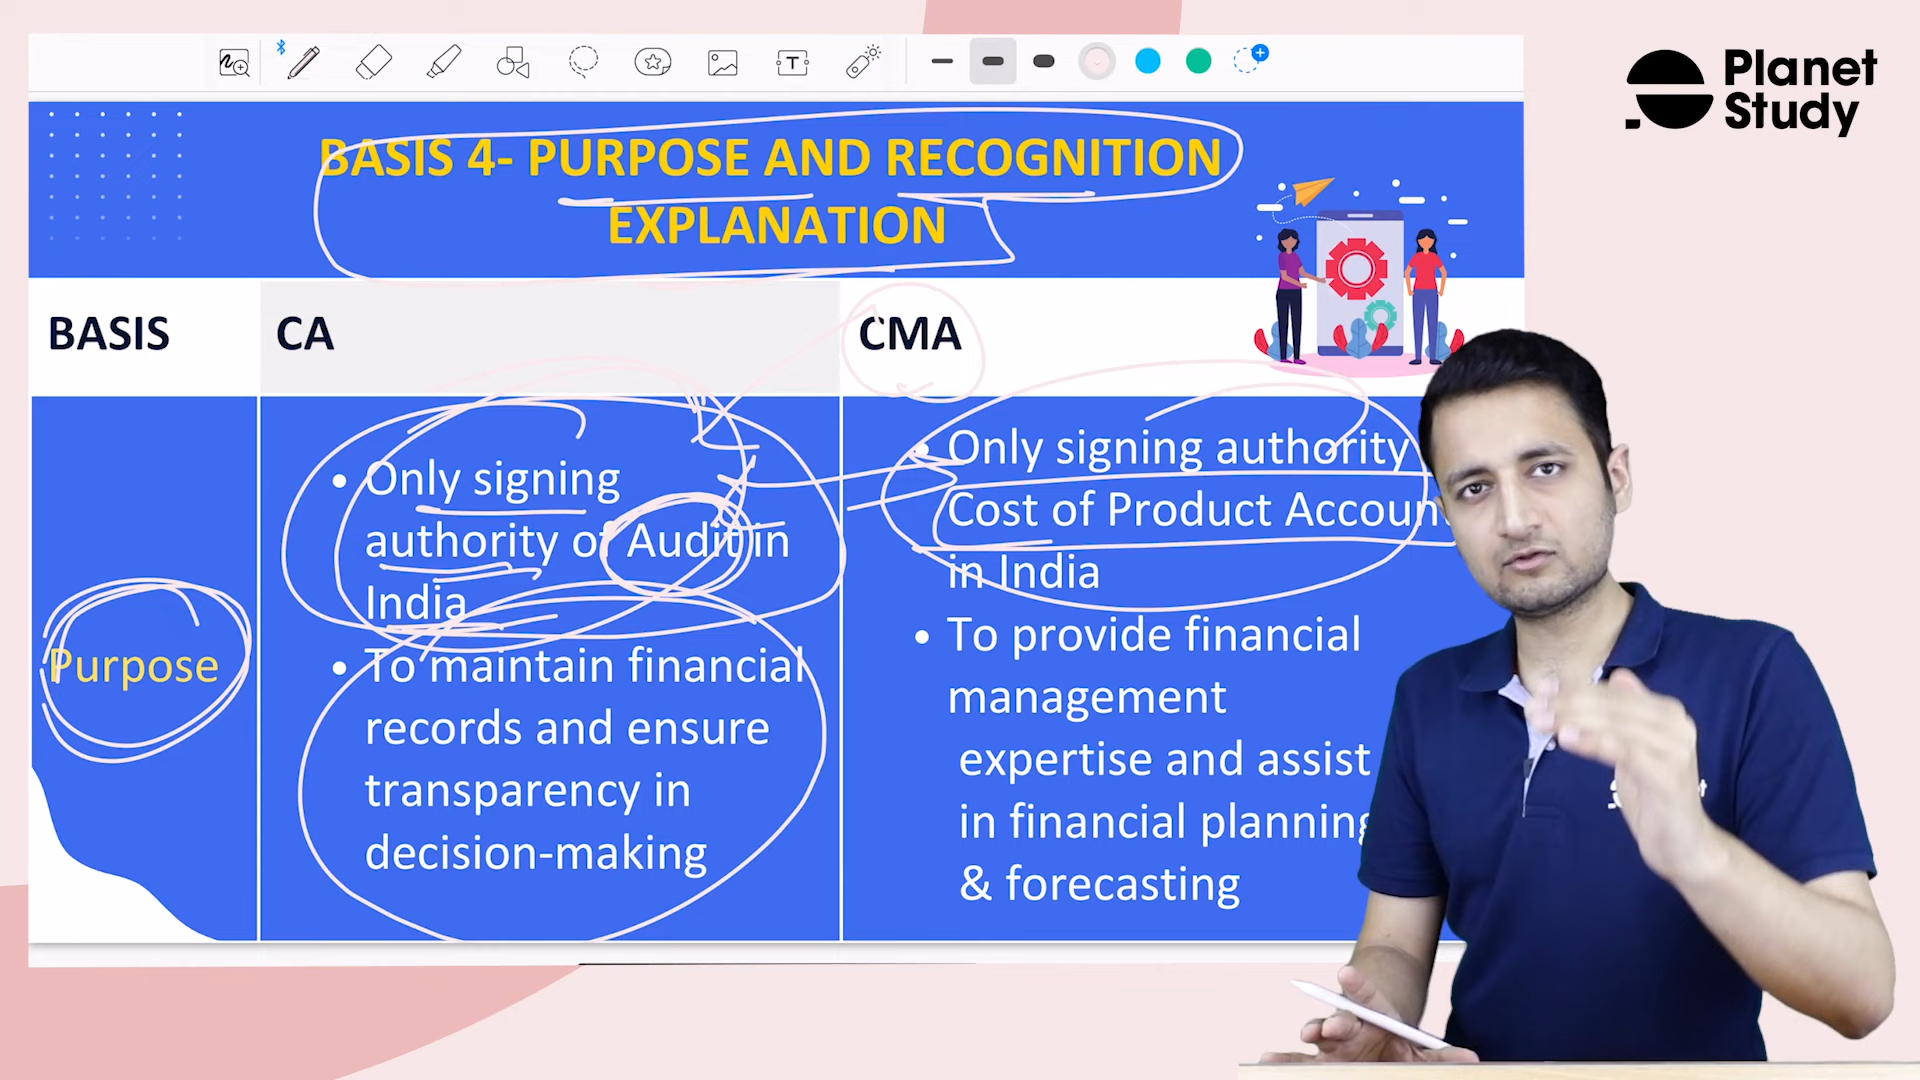 Planet
Study
BASIS 4- PURPOSE AND RECOGNITION
EXPLANATION
BASIS
CA
CMA
Purpose
• Only signing
authority of Audit in
India
• To maintain financial
records and ensure
transparency in
decision-making
• Only signing authority
Cost of Product
in India
• To provide financial
management
expertise and assist
in financial planning
& forecasting
T